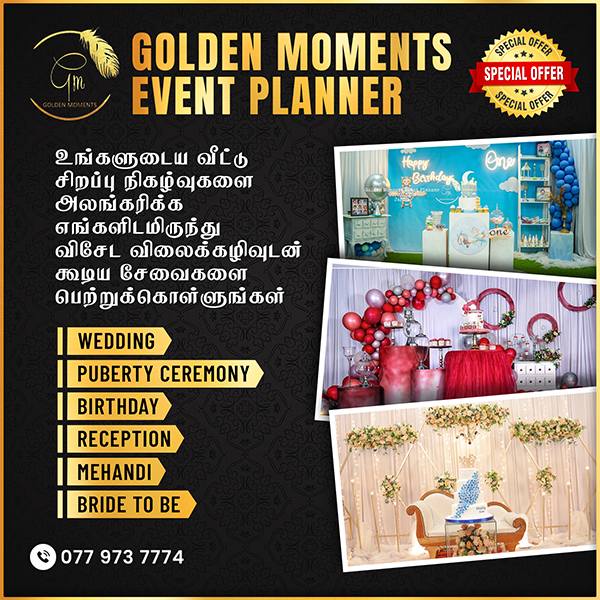 Gm
GOLDEN MOMENTS
GOLDEN MOMENTS
EVENT PLANNER
SPECIAL OFFER
SPECIAL OFFER
SPECIAL OFFER
உங்களுடைய வீட்டு
சிறப்பு நிகழ்வுகளை
அலங்கரிக்க
எங்களிடமிருந்து
விசேட விலைக்கழிவுடன்
கூடிய சேவைகளை
பெற்றுக்கொள்ளுங்கள்
Happy
Birthday
One
one
WEDDING
PUBERTY CEREMONY
BIRTHDAY
RECEPTION
MEHANDI
BRIDE TO BE
077 973 7774